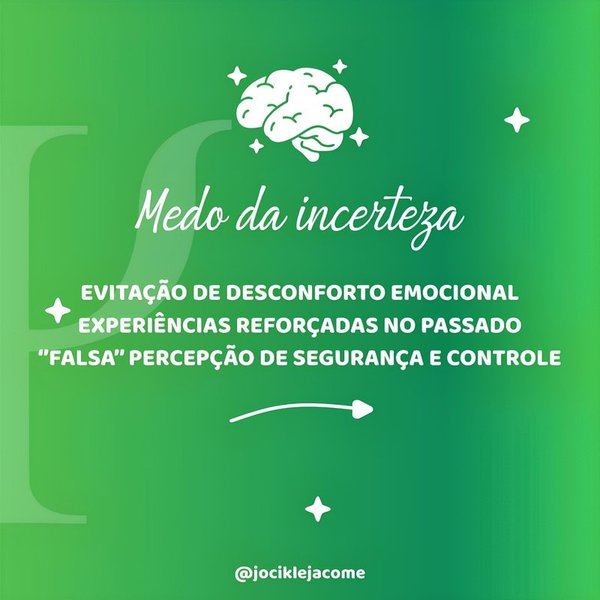 Medo da incerteza
EVITAÇÃO DE DESCONFORTO EMOCIONAL
EXPERIÊNCIAS REFORÇADAS NO PASSADO
“FALSA” PERCEPÇÃO DE SEGURANÇA E CONTROLE
@jociklejacome